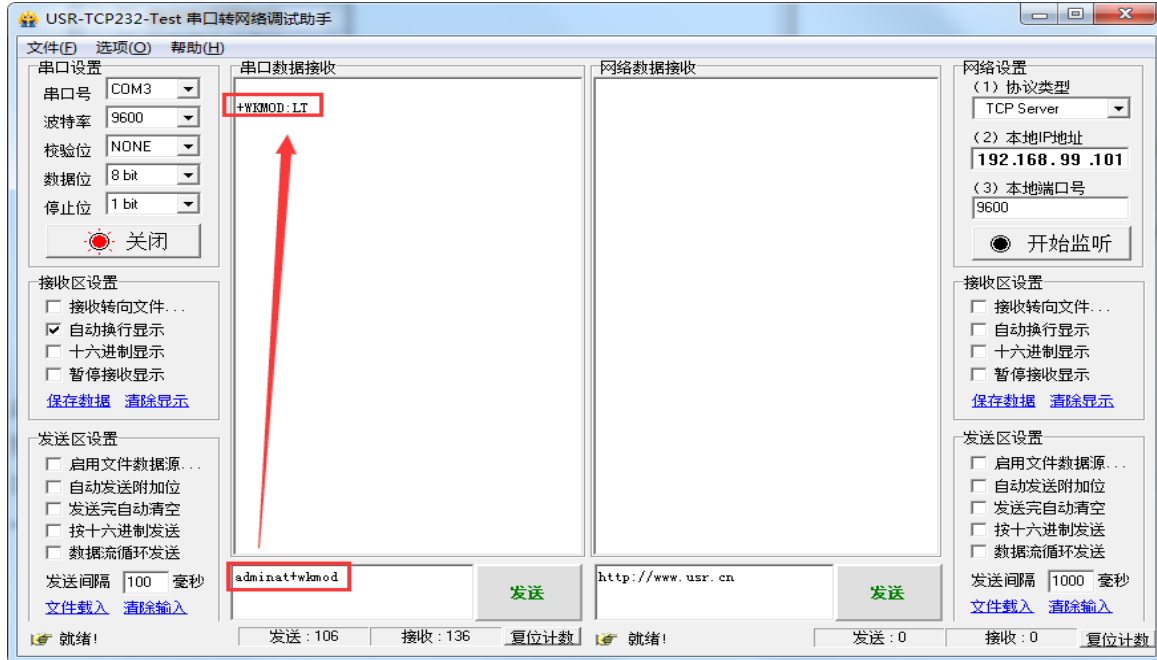 USR-TCP232-Test 串口转网络调试助手
文件(F) 选项(O) 帮助(H)
串口设置
串口号 COM3
波特率 9600
校验位 NONE
数据位 8 bit
停止位 1 bit
关闭
接收区设置
接收转向文件...
自动换行显示
十六进制显示
暂停接收显示
保存数据 清除显示
发送区设置
启用文件数据源...
自动发送附加位
发送完自动清空
按十六进制发送
数据流循环发送
发送间隔 100 毫秒
文件载入 清除输入
就绪!
串口数据接收
+WKMOD:LT
adminat+wkmod
发送
发送:106 接收:136 复位计数
网络数据接收
http://www.usr.cn
发送
就绪!
发送:0 接收:0 复位计数
网络设置
(1) 协议类型
TCP Server
(2) 本地IP地址
192.168.99 .101
(3) 本地端口号
9600
开始监听
接收区设置
接收转向文件...
自动换行显示
十六进制显示
暂停接收显示
保存数据 清除显示
发送区设置
启用文件数据源...
自动发送附加位
发送完自动清空
按十六进制发送
数据流循环发送
发送间隔 1000 毫秒
文件载入 清除输入